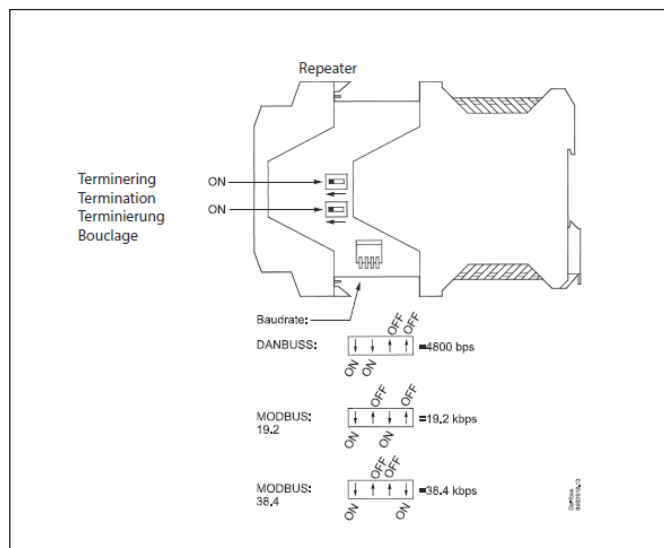 Repeater
Terminering
Termination
Terminierung
Bouclage
ON
ON
Baudrate:
OFF OFF
DANBUSS: =4800 bps
ON ON
OFF OFF
MODBUS: =19.2 kbps
19.2
ON ON
OFF OFF
MODBUS: =38.4 kbps
38.4
ON ON
Danfoss